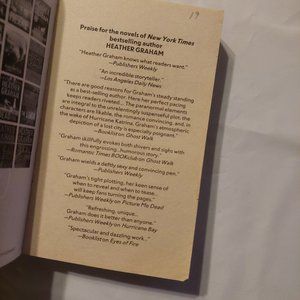 19
Praise for the novels of New York Times
bestselling author
HEATHER GRAHAM
"Heather Graham knows what readers want."
—Publishers Weekly
"An incredible storyteller."
—Los Angeles Daily News
"There are good reasons for Graham's steady standing
as a best-selling author. Here her perfect pacing
keeps readers riveted... The paranormal elements
are integral to the unrelentingly suspenseful plot, the
characters are likable, the romance convincing, and, in
the wake of Hurricane Katrina, Graham's atmospheric
depiction of a lost city is especially poignant."
—Booklist on Ghost Walk
"Graham skillfully evokes both shivers and sighs with
this engrossing...humorous story."
—Romantic Times BOOKclub on Ghost Walk
"Graham wields a deftly sexy and convincing pen."
—Publishers Weekly
"Graham's tight plotting, her keen sense of
when to reveal and when to tease...
will keep fans turning the pages."
—Publishers Weekly on Picture Me Dead
"Refreshing, unique...
Graham does it better than anyone."
—Publishers Weekly on Hurricane Bay
"Spectacular and dazzling work..."
—Booklist on Eyes of Fire